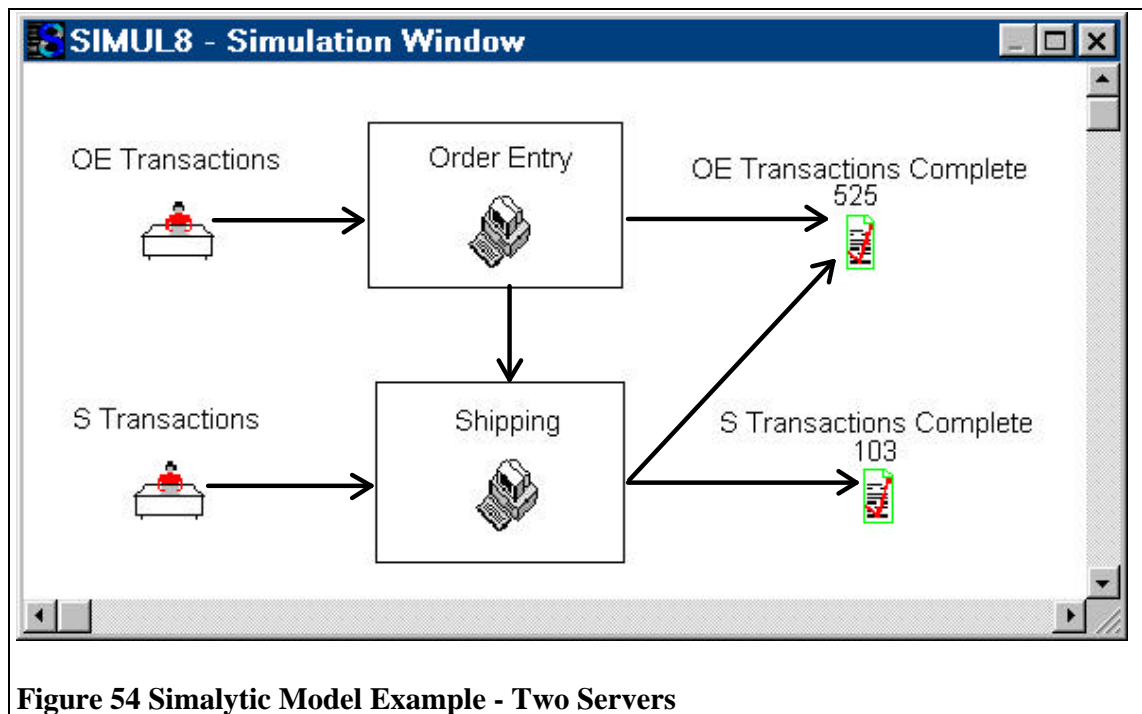 SIMUL8 - Simulation Window
OE Transactions
Order Entry
OE Transactions Complete
525
S Transactions
Shipping
S Transactions Complete
103
Figure 54 Simalytic Model Example - Two Servers